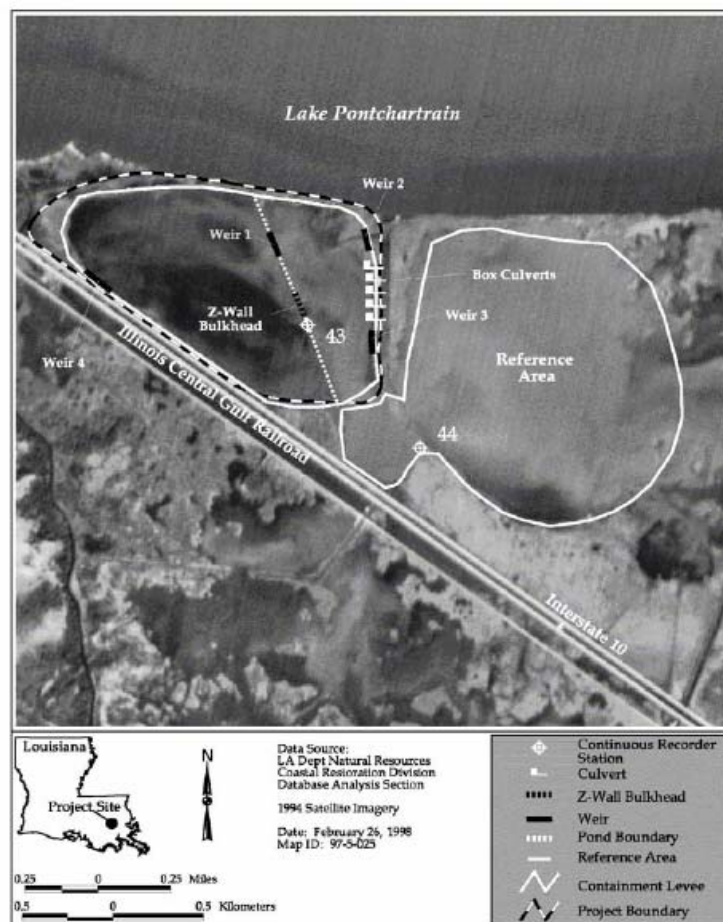 Lake Pontchartrain
Weir 2
Weir 1
Box Culverts
Z-Wall
Bulkhead
43
Weir 3
Weir 4
Reference
Area
Illinois Central Gulf Railroad
44
Interstate 10
Louisiana
Project Site
N
Data Source:
LA Dept Natural Resources
Coastal Restoration Division
Database Analysis Section
1994 Satellite Imagery
Date: February 26, 1998
Map ID: 97-5-025
0.25 0 0.25 Miles
0.5 0 0.5 Kilometers
Continuous Recorder
Station
Culvert
Z-Wall Bulkhead
Weir
Pond Boundary
Reference Area
Containment Levee
Project Boundary